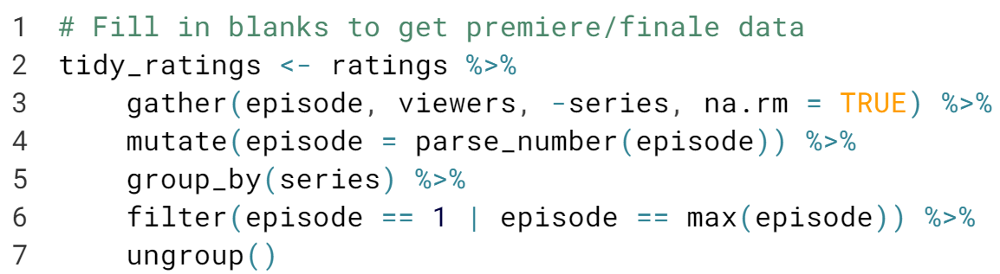 1 # Fill in blanks to get premiere/finale data
2 tidy_ratings <- ratings %>%
3     gather(episode, viewers, -series, na.rm = TRUE) %>%
4     mutate(episode = parse_number(episode)) %>%
5     group_by(series) %>%
6     filter(episode == 1 | episode == max(episode)) %>%
7     ungroup()